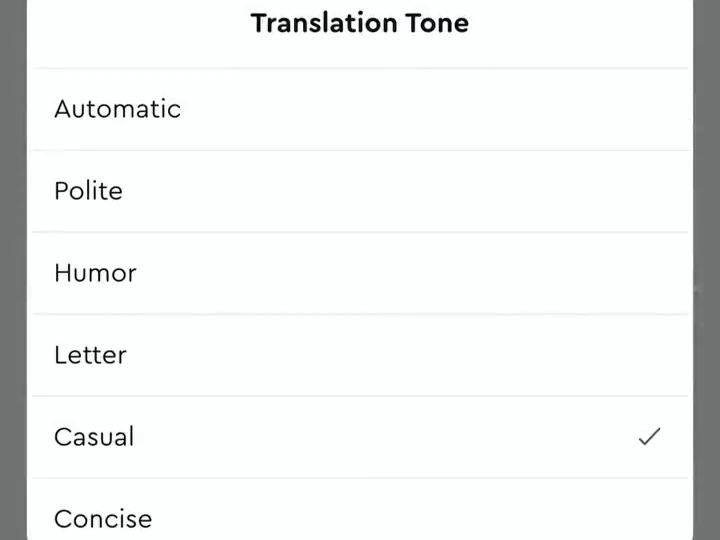 Translation Tone
Automatic
Polite
Humor
Letter
Casual
Concise